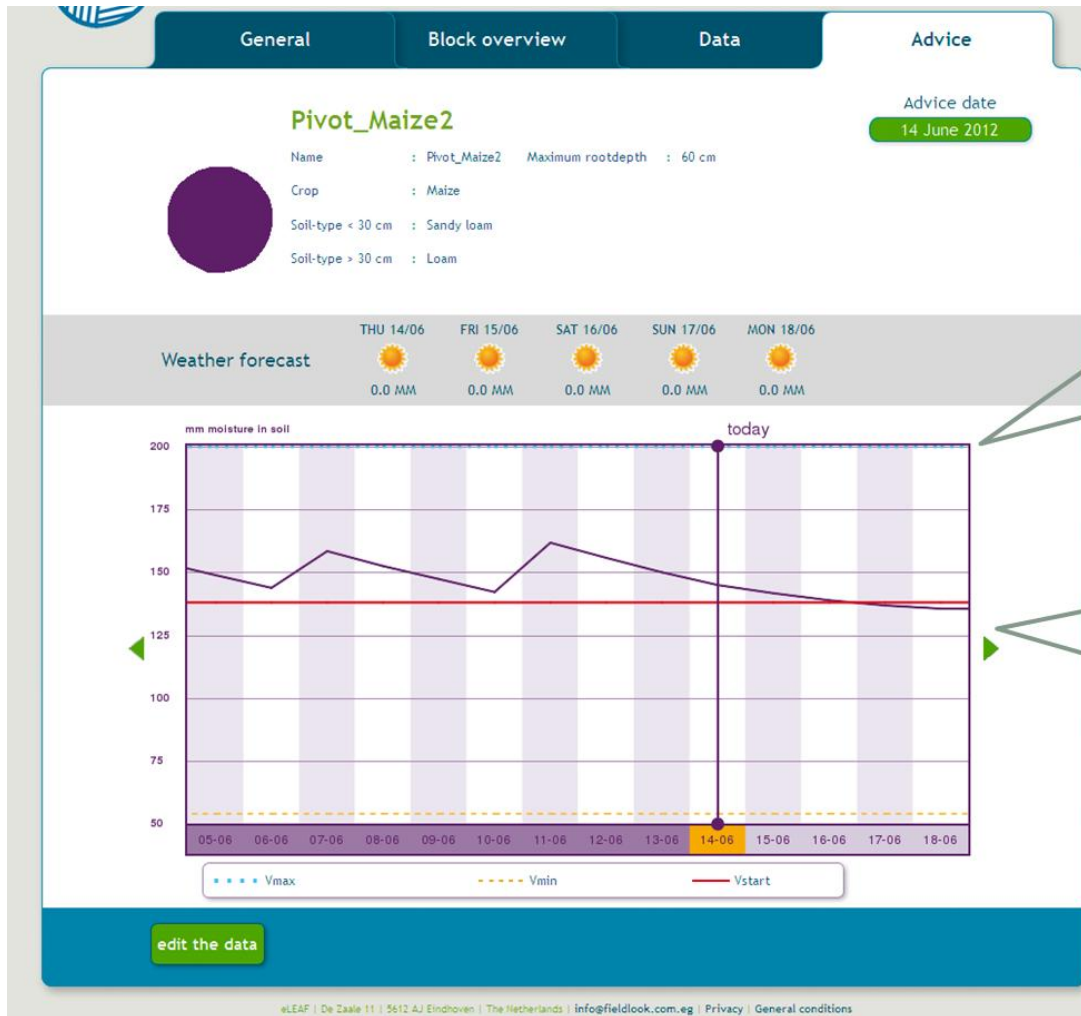 General Block overview Data Advice
Advice date
14 June 2012
Pivot_Maize2
Name : Pivot_Maize2 Maximum rootdepth : 60 cm
Crop : Maize
Soil-type < 30 cm : Sandy loam
Soil-type > 30 cm : Loam
THU 14/06 FRI 15/06 SAT 16/06 SUN 17/06 MON 18/06
Weather forecast
0.0 MM 0.0 MM 0.0 MM 0.0 MM 0.0 MM
mm moisture in soil
today
200
175
150
125
100
75
50
05-06 06-06 07-06 08-06 09-06 10-06 11-06 12-06 13-06 14-06 15-06 16-06 17-06 18-06
Vmax Vmin Vstart
edit the data
eLEAF | De Zaale 11 | 5612 AJ Eindhoven | The Netherlands | info@fieldlook.com.eg | Privacy | General conditions